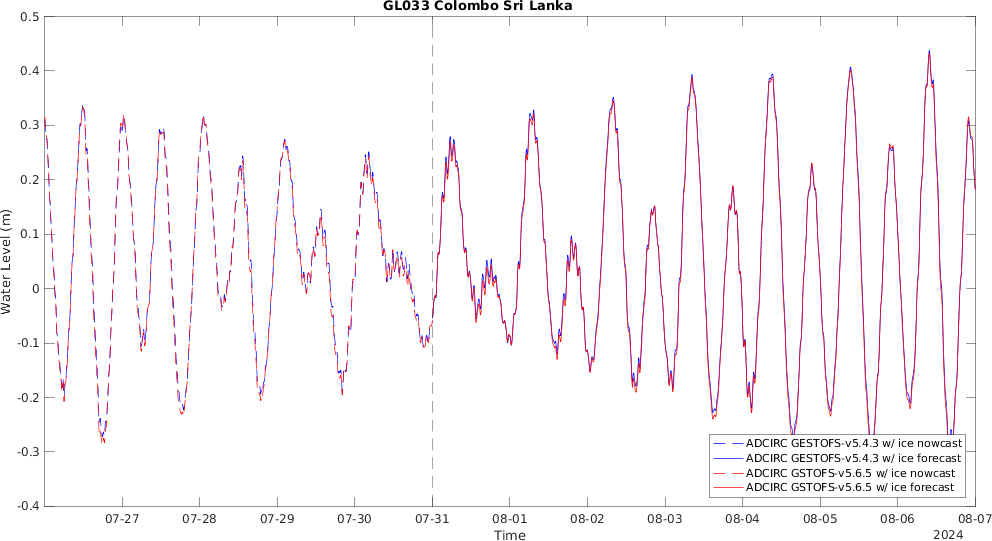 GL033 Colombo Sri Lanka
0.5
0.4
0.3
0.2
0.1
0
-0.1
-0.2
-0.3
-0.4
Water Level (m)
07-27 07-28 07-29 07-30 07-31 08-01 08-02 08-03 08-04 08-05 08-06 08-07
Time
2024
ADCIRC GESTOFS-v5.4.3 w/ ice nowcast
ADCIRC GESTOFS-v5.4.3 w/ ice forecast
ADCIRC GSTOFS-v5.6.5 w/ ice nowcast
ADCIRC GSTOFS-v5.6.5 w/ ice forecast